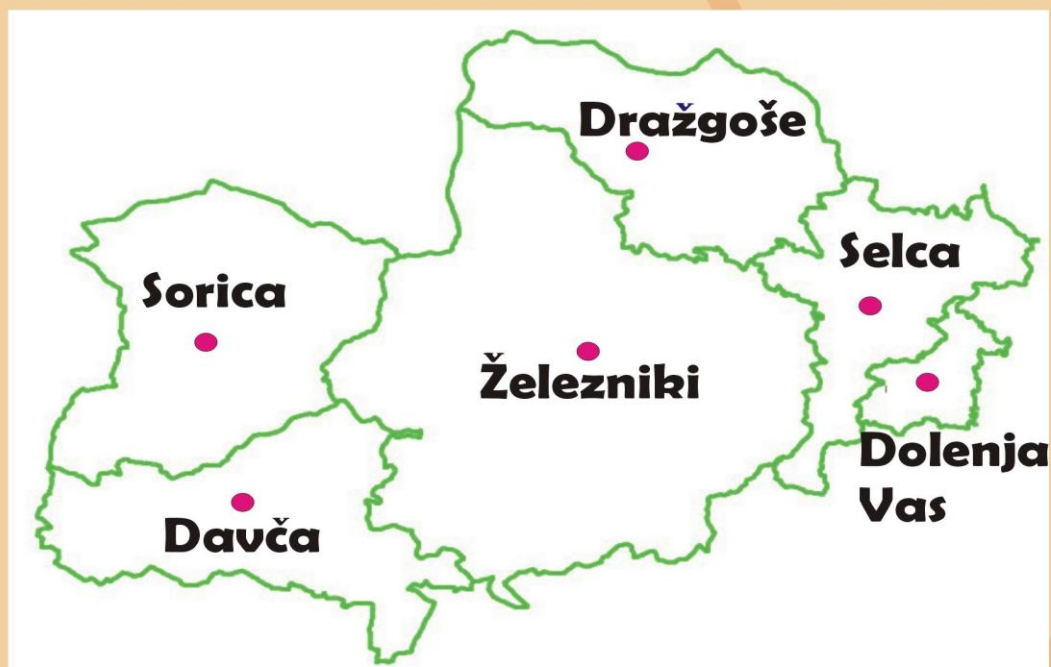 Dražgoše
Selca
Sorica
Železniki
Dolenja
Vas
Davča